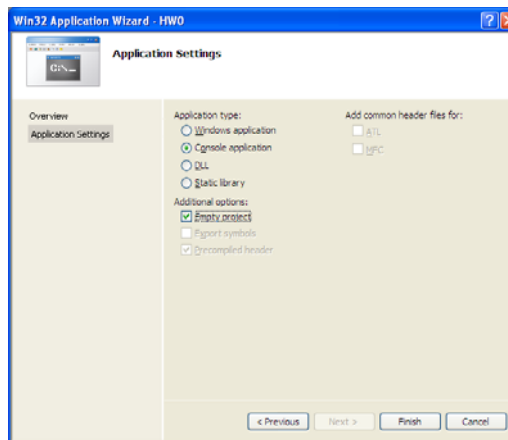 Win32 Application Wizard - HW0
Application Settings
C:\_
Overview
Application Settings
Application type:
Windows application
Console application
DLL
Static library
Additional options:
Empty project
Export symbols
Precompiled header
Add common header files for:
ATL
MFC
< Previous
Next >
Finish
Cancel